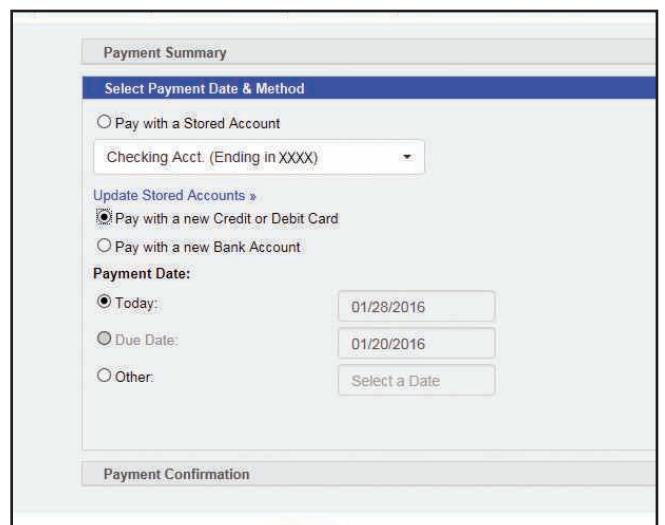 Payment Summary
Select Payment Date & Method
Pay with a Stored Account
Checking Acct. (Ending in XXXX)
Update Stored Accounts »
Pay with a new Credit or Debit Card
Pay with a new Bank Account
Payment Date:
Today: 01/28/2016
Due Date: 01/20/2016
Other: Select a Date
Payment Confirmation